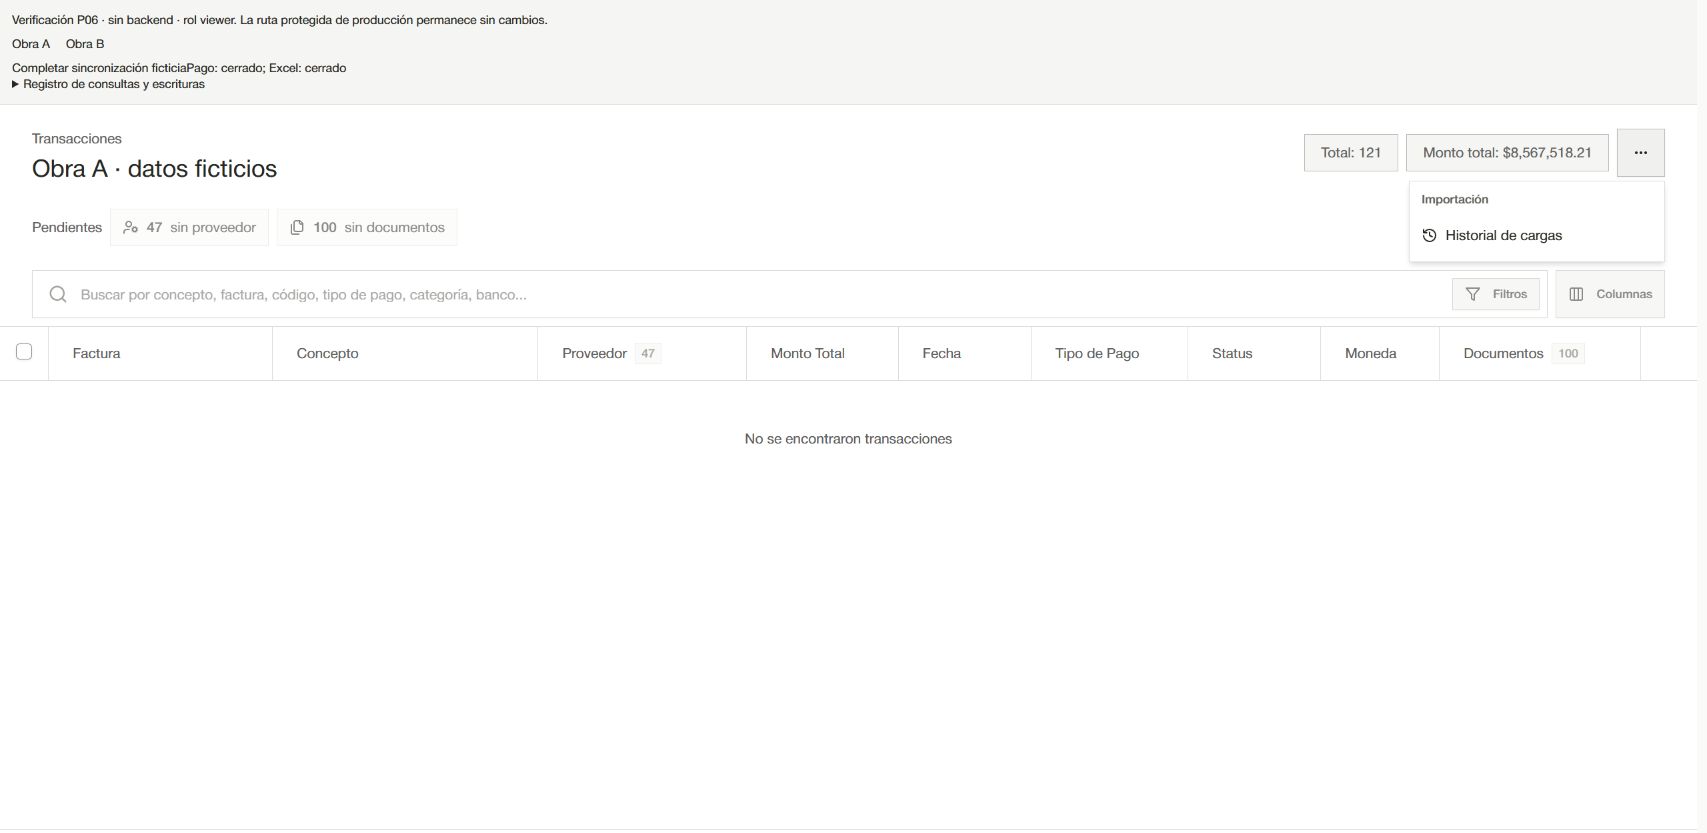 Verificación P06 · sin backend · rol viewer. La ruta protegida de producción permanece sin cambios.
Obra A Obra B
Completar sincronización ficticiaPago: cerrado; Excel: cerrado
Registro de consultas y escrituras
Transacciones
Obra A · datos ficticios
Total: 121 Monto total: $8,567,518.21 ...
Importación
Historial de cargas
Pendientes 47 sin proveedor 100 sin documentos
Buscar por concepto, factura, código, tipo de pago, categoría, banco... Filtros Columnas
Factura Concepto Proveedor 47 Monto Total Fecha Tipo de Pago Status Moneda Documentos 100
No se encontraron transacciones